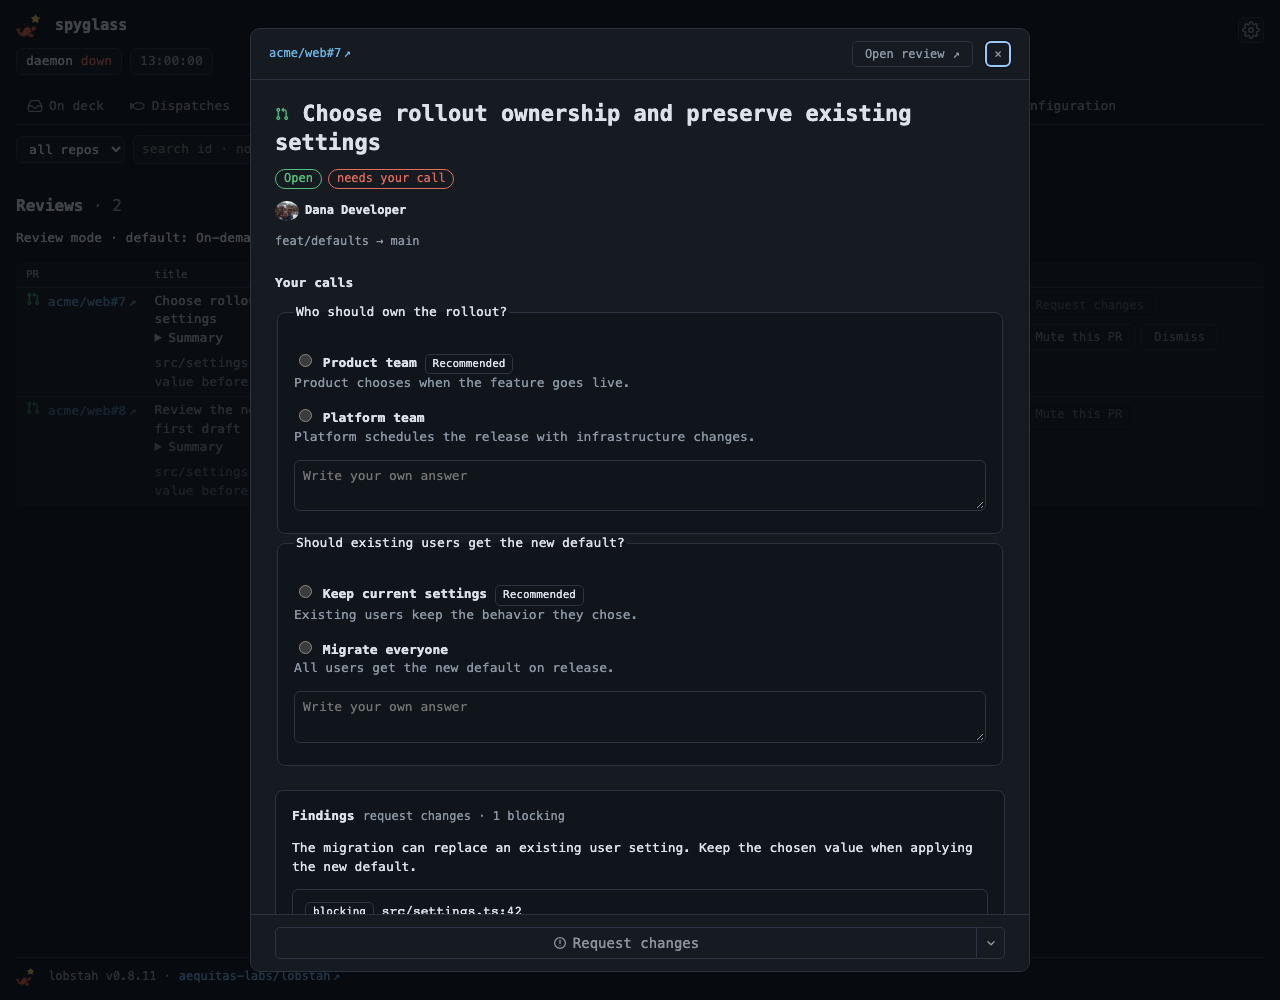 spyglass
daemon down
13:00:00
On deck
Dispatches
nfiguration
all repos
search id · no
Reviews · 2
Review mode · default: On-dema
PR
title
acme/web#7↗
Choose rollo
settings
▶ Summary
src/settings
value before
Request changes
Mute this PR
Dismiss
acme/web#8↗
Review the n
first draft
▶ Summary
src/settings
value before
Mute this PR
acme/web#7↗
Open review ↗
×
Choose rollout ownership and preserve existing
settings
Open
needs your call
Dana Developer
feat/defaults → main
Your calls
Who should own the rollout?
Product team Recommended
Product chooses when the feature goes live.
Platform team
Platform schedules the release with infrastructure changes.
Write your own answer
Should existing users get the new default?
Keep current settings Recommended
Existing users keep the behavior they chose.
Migrate everyone
All users get the new default on release.
Write your own answer
Findings request changes · 1 blocking
The migration can replace an existing user setting. Keep the chosen value when applying
the new default.
blocking src/settings.ts:42
Request changes
lobstah v0.8.11 · aequitas-labs/lobstah↗